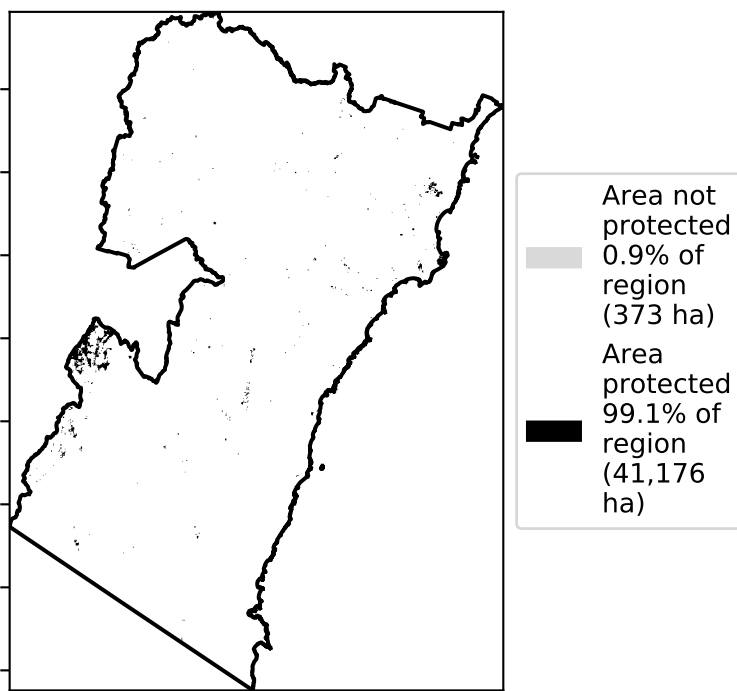 Area not
protected
0.9% of
region
(373 ha)
Area
protected
99.1% of
region
(41,176
ha)